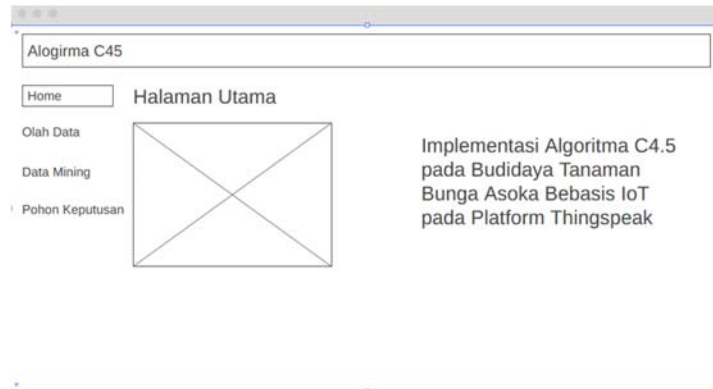 Alogirma C45
Home
Halaman Utama
Olah Data
Data Mining
Pohon Keputusan
Implementasi Algoritma C4.5
pada Budidaya Tanaman
Bunga Asoka Bebasis IoT
pada Platform Thingspeak